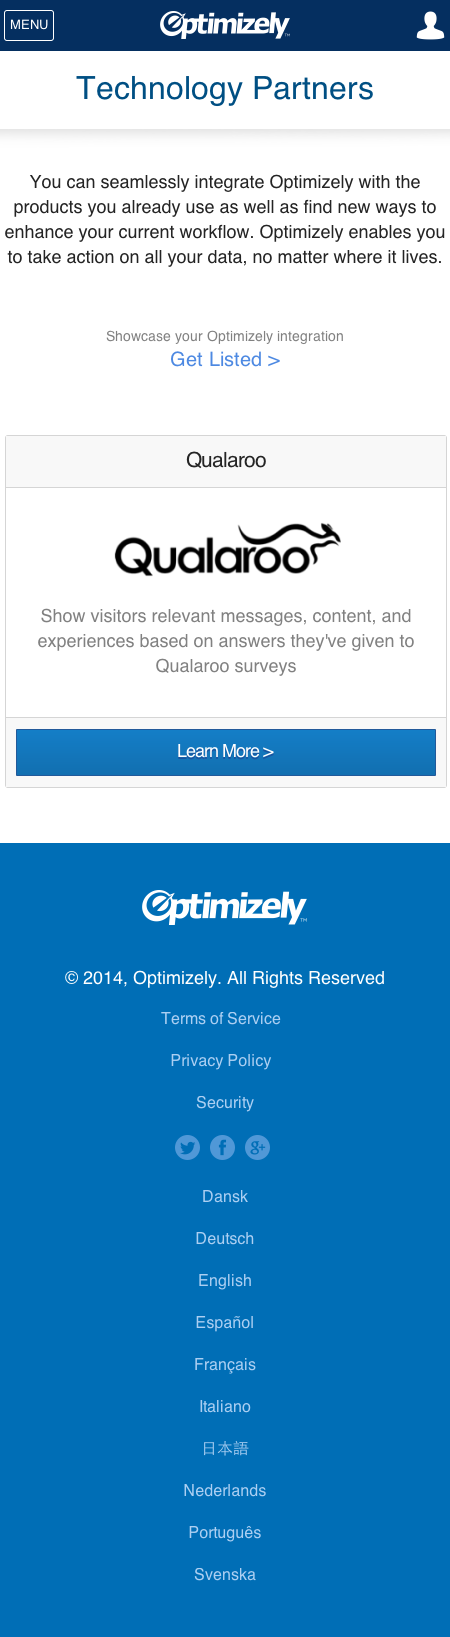 MENU
Optimizely™
Technology Partners
You can seamlessly integrate Optimizely with the
products you already use as well as find new ways to
enhance your current workflow. Optimizely enables you
to take action on all your data, no matter where it lives.
Showcase your Optimizely integration
Get Listed >
Qualaroo
Qualaroo
Show visitors relevant messages, content, and
experiences based on answers they've given to
Qualaroo surveys
Learn More >
Optimizely™
© 2014, Optimizely. All Rights Reserved
Terms of Service
Privacy Policy
Security
Dansk
Deutsch
English
Español
Français
Italiano
日本語
Nederlands
Português
Svenska